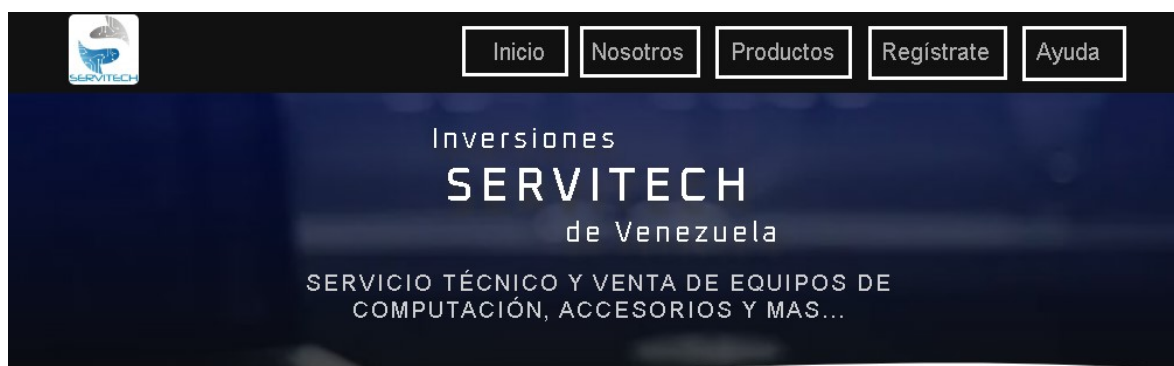 SERVITECH
Inicio Nosotros Productos Regístrate Ayuda
Inversiones
SERVITECH
de Venezuela
SERVICIO TÉCNICO Y VENTA DE EQUIPOS DE
COMPUTACIÓN, ACCESORIOS Y MAS...